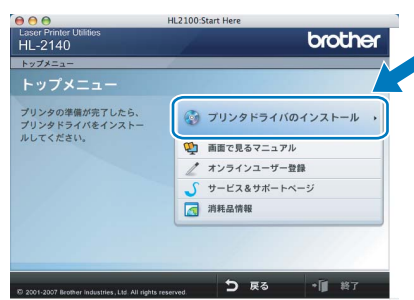 HL2100:Start Here
Laser Printer Utilities
HL-2140
brother
トップメニュー
トップメニュー
プリンタの準備が完了したら、
プリンタドライバをインストー
ルしてください。
プリンタドライバのインストール
画面で見るマニュアル
オンラインユーザー登録
サービス&サポートページ
消耗品情報
© 2001-2007 Brother Industries, Ltd. All rights reserved.
戻る
終了